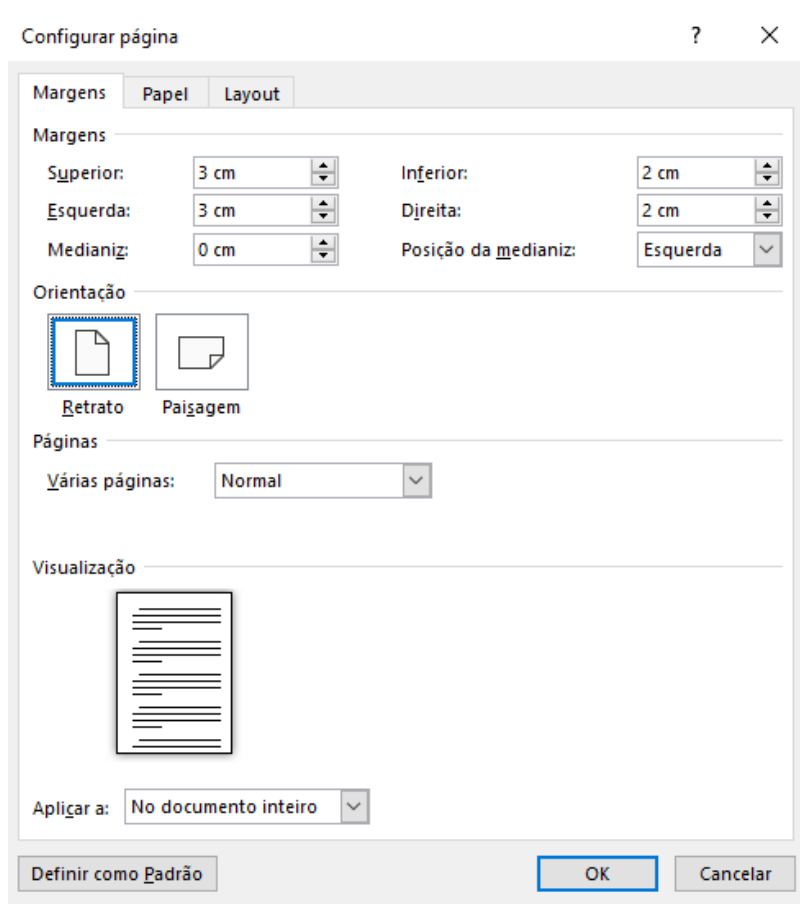 Configurar página ?
Margens Papel Layout
Margens
Superior: 3 cm Inferior: 2 cm
Esquerda: 3 cm Direita: 2 cm
Medianiz: 0 cm Posição da medianiz: Esquerda
Orientação
Retrato Paisagem
Páginas
Várias páginas: Normal
Visualização
Aplicar a: No documento inteiro
Definir como Padrão OK Cancelar